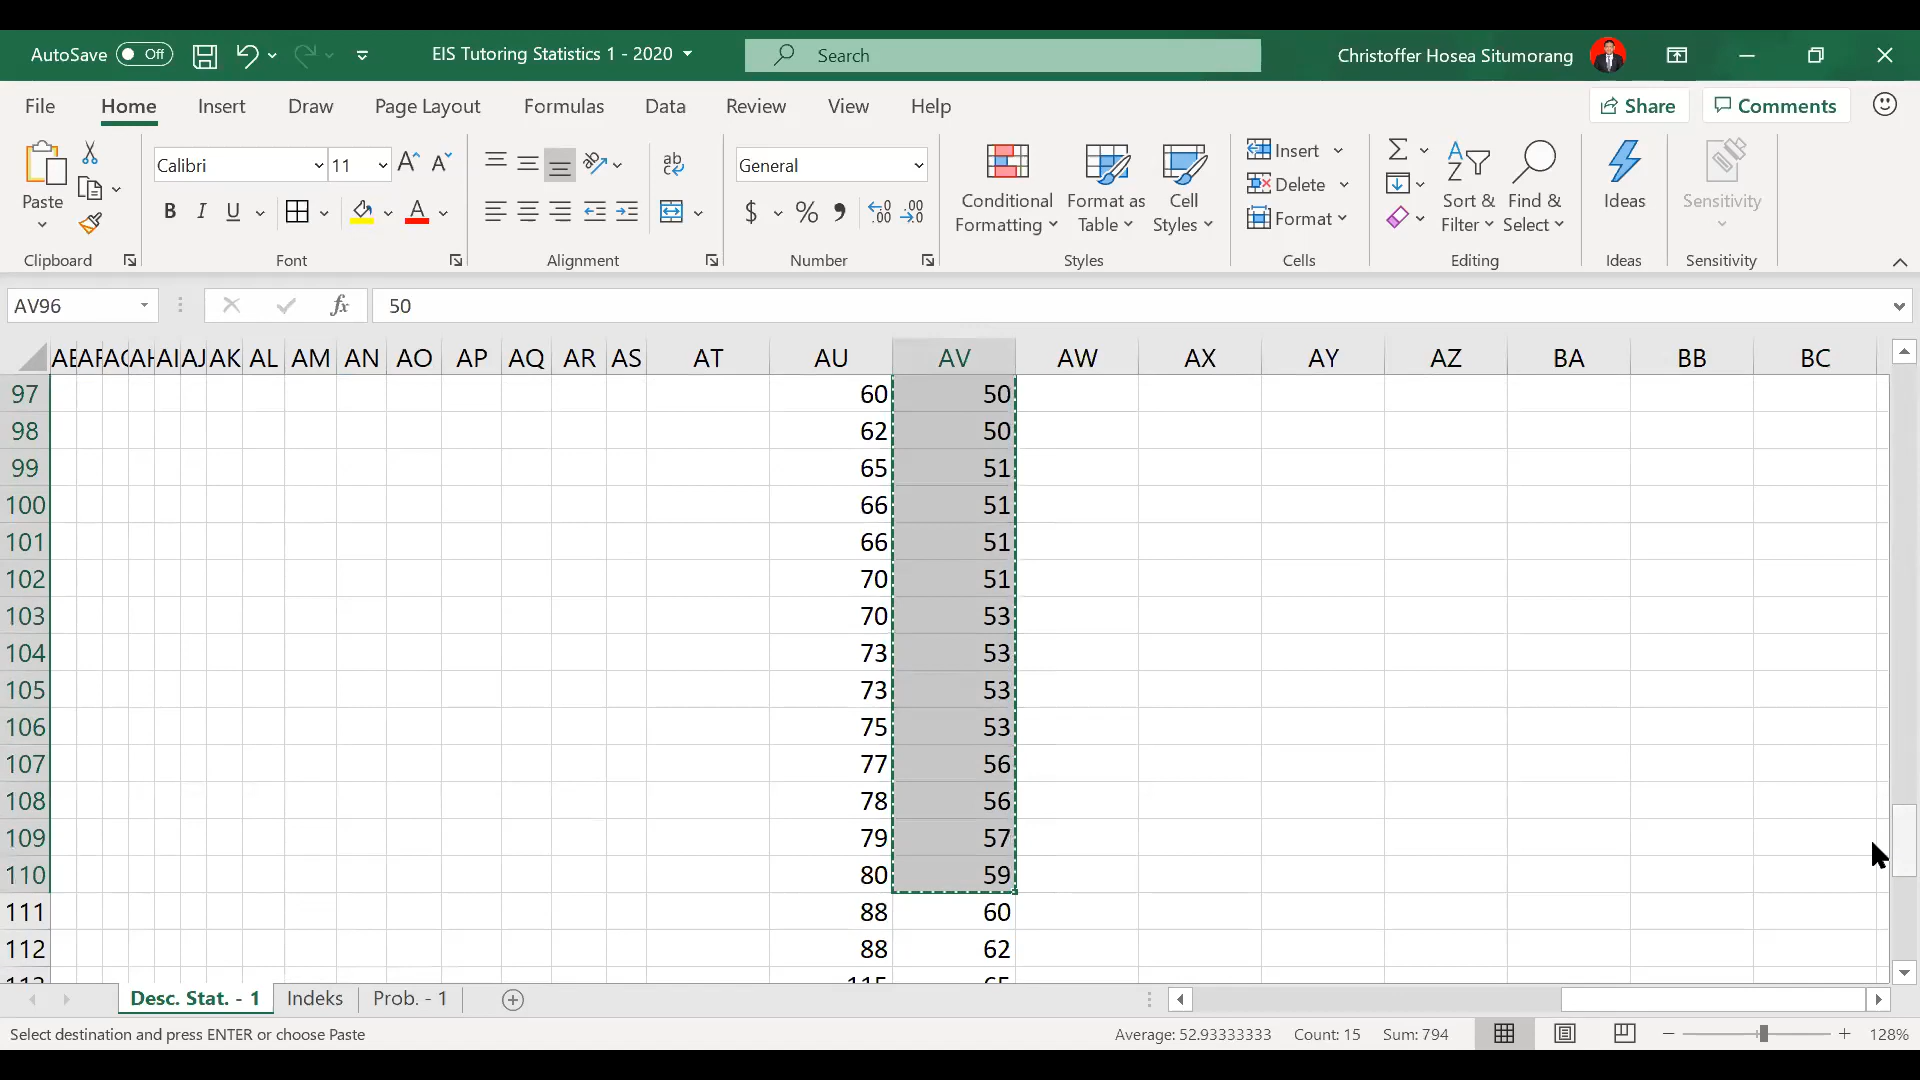 AutoSave Off EIS Tutoring Statistics 1 - 2020 Search Christoffer Hosea Situmorang
File Home Insert Draw Page Layout Formulas Data Review View Help Share Comments
Paste Calibri 11 General Conditional Formatting Format as Table Cell Styles Insert Delete Format Sort & Filter Find & Select Ideas Sensitivity
Clipboard Font Alignment Number Styles Cells Editing Ideas Sensitivity
AV96 fx 50
AJ AK AL AM AN AO AP AQ AR AS AT AU AV AW AX AY AZ BA BB BC
97 60 50
98 62 50
99 65 51
100 66 51
101 66 51
102 70 51
103 70 53
104 73 53
105 73 53
106 75 53
107 77 56
108 78 56
109 79 57
110 80 59
111 88 60
112 88 62
Desc. Stat. - 1 Indeks Prob. - 1
Select destination and press ENTER or choose Paste Average: 52.93333333 Count: 15 Sum: 794 128%